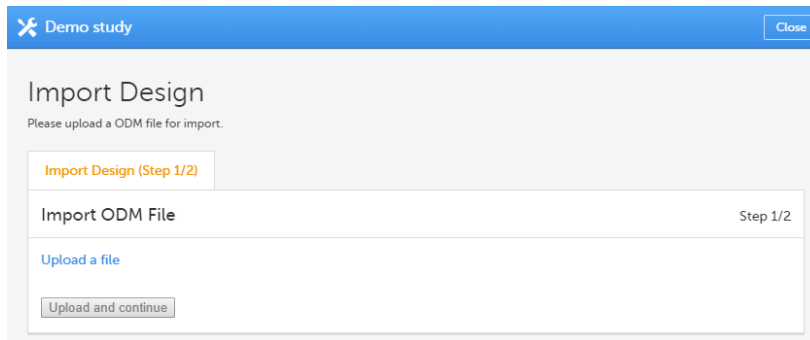 Demo study
Close
Import Design
Please upload a ODM file for import.
Import Design (Step 1/2)
Import ODM File
Step 1/2
Upload a file
Upload and continue